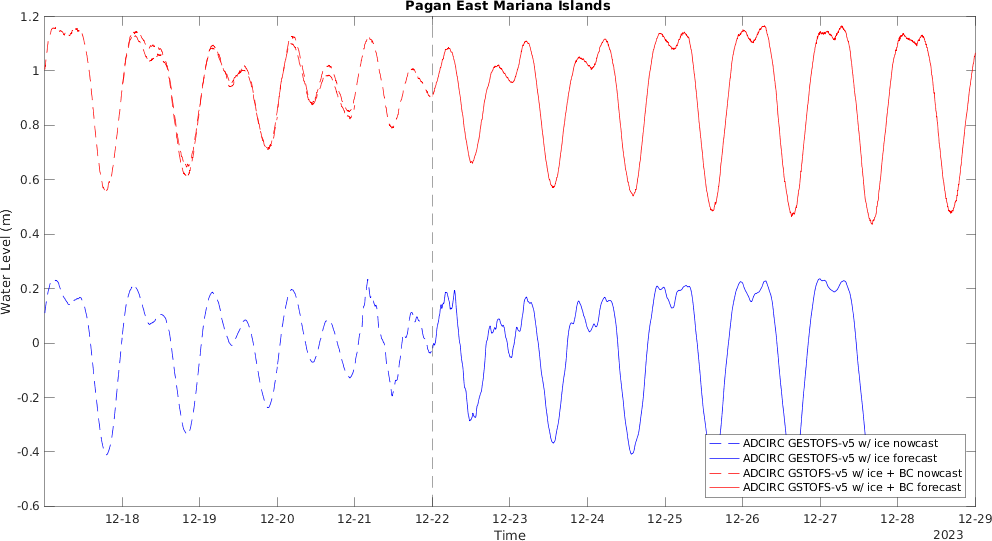 Pagan East Mariana Islands
1.2
1
0.8
0.6
0.4
0.2
0
-0.2
-0.4
-0.6
Water Level (m)
ADCIRC GESTOFS-v5 w/ ice nowcast
ADCIRC GESTOFS-v5 w/ ice forecast
ADCIRC GSTOFS-v5 w/ ice + BC nowcast
ADCIRC GSTOFS-v5 w/ ice + BC forecast
12-18 12-19 12-20 12-21 12-22 12-23 12-24 12-25 12-26 12-27 12-28 12-29
Time
2023